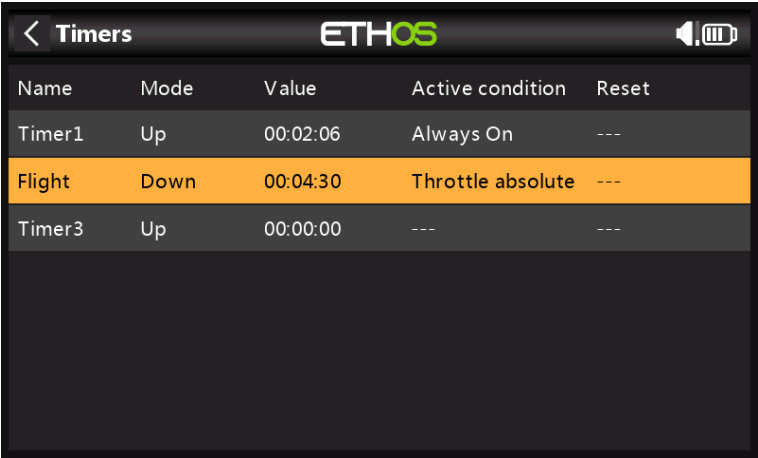 Timers ETHOS
Name Mode Value Active condition Reset
Timer1 Up 00:02:06 Always On ---
Flight Down 00:04:30 Throttle absolute ---
Timer3 Up 00:00:00 --- ---